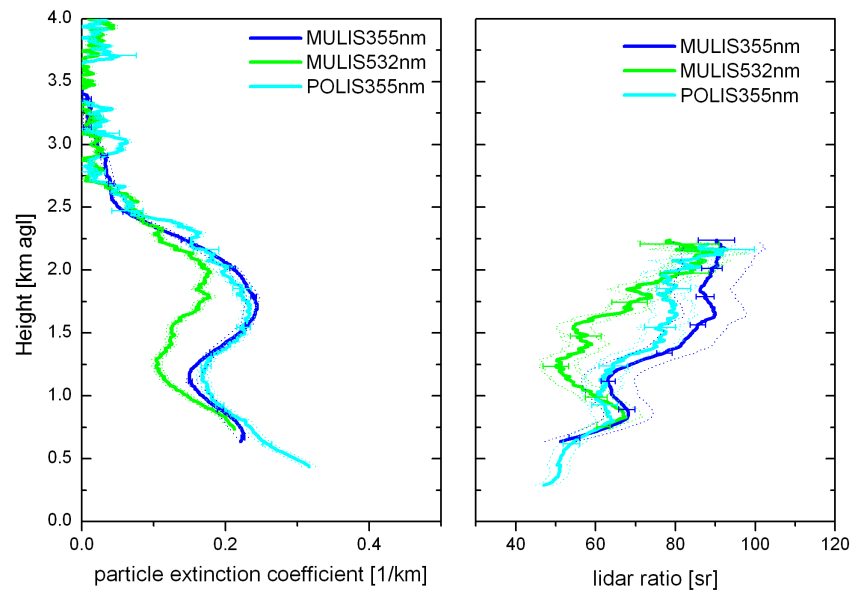 MULIS355nm
MULIS532nm
POLIS355nm
MULIS355nm
MULIS532nm
POLIS355nm
4.0
3.5
3.0
2.5
2.0
1.5
1.0
0.5
0.0
Height [km agl]
0.0 0.2 0.4
40 60 80 100 120
particle extinction coefficient [1/km]
lidar ratio [sr]